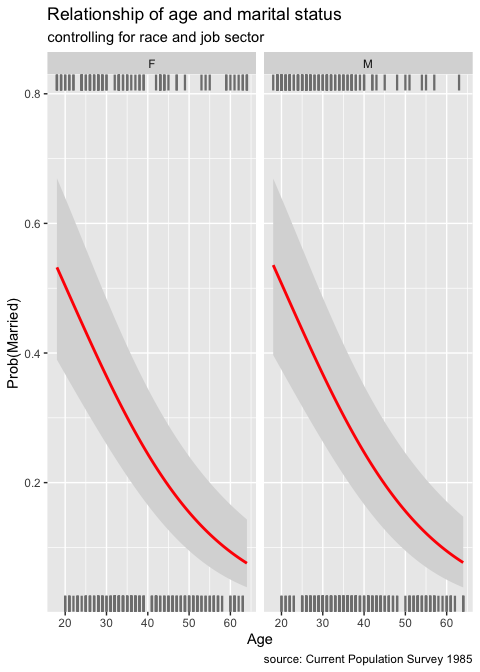 Relationship of age and marital status
controlling for race and job sector
F
M
0.8
0.6
0.4
0.2
Prob(Married)
20 30 40 50 60
20 30 40 50 60
Age
source: Current Population Survey 1985